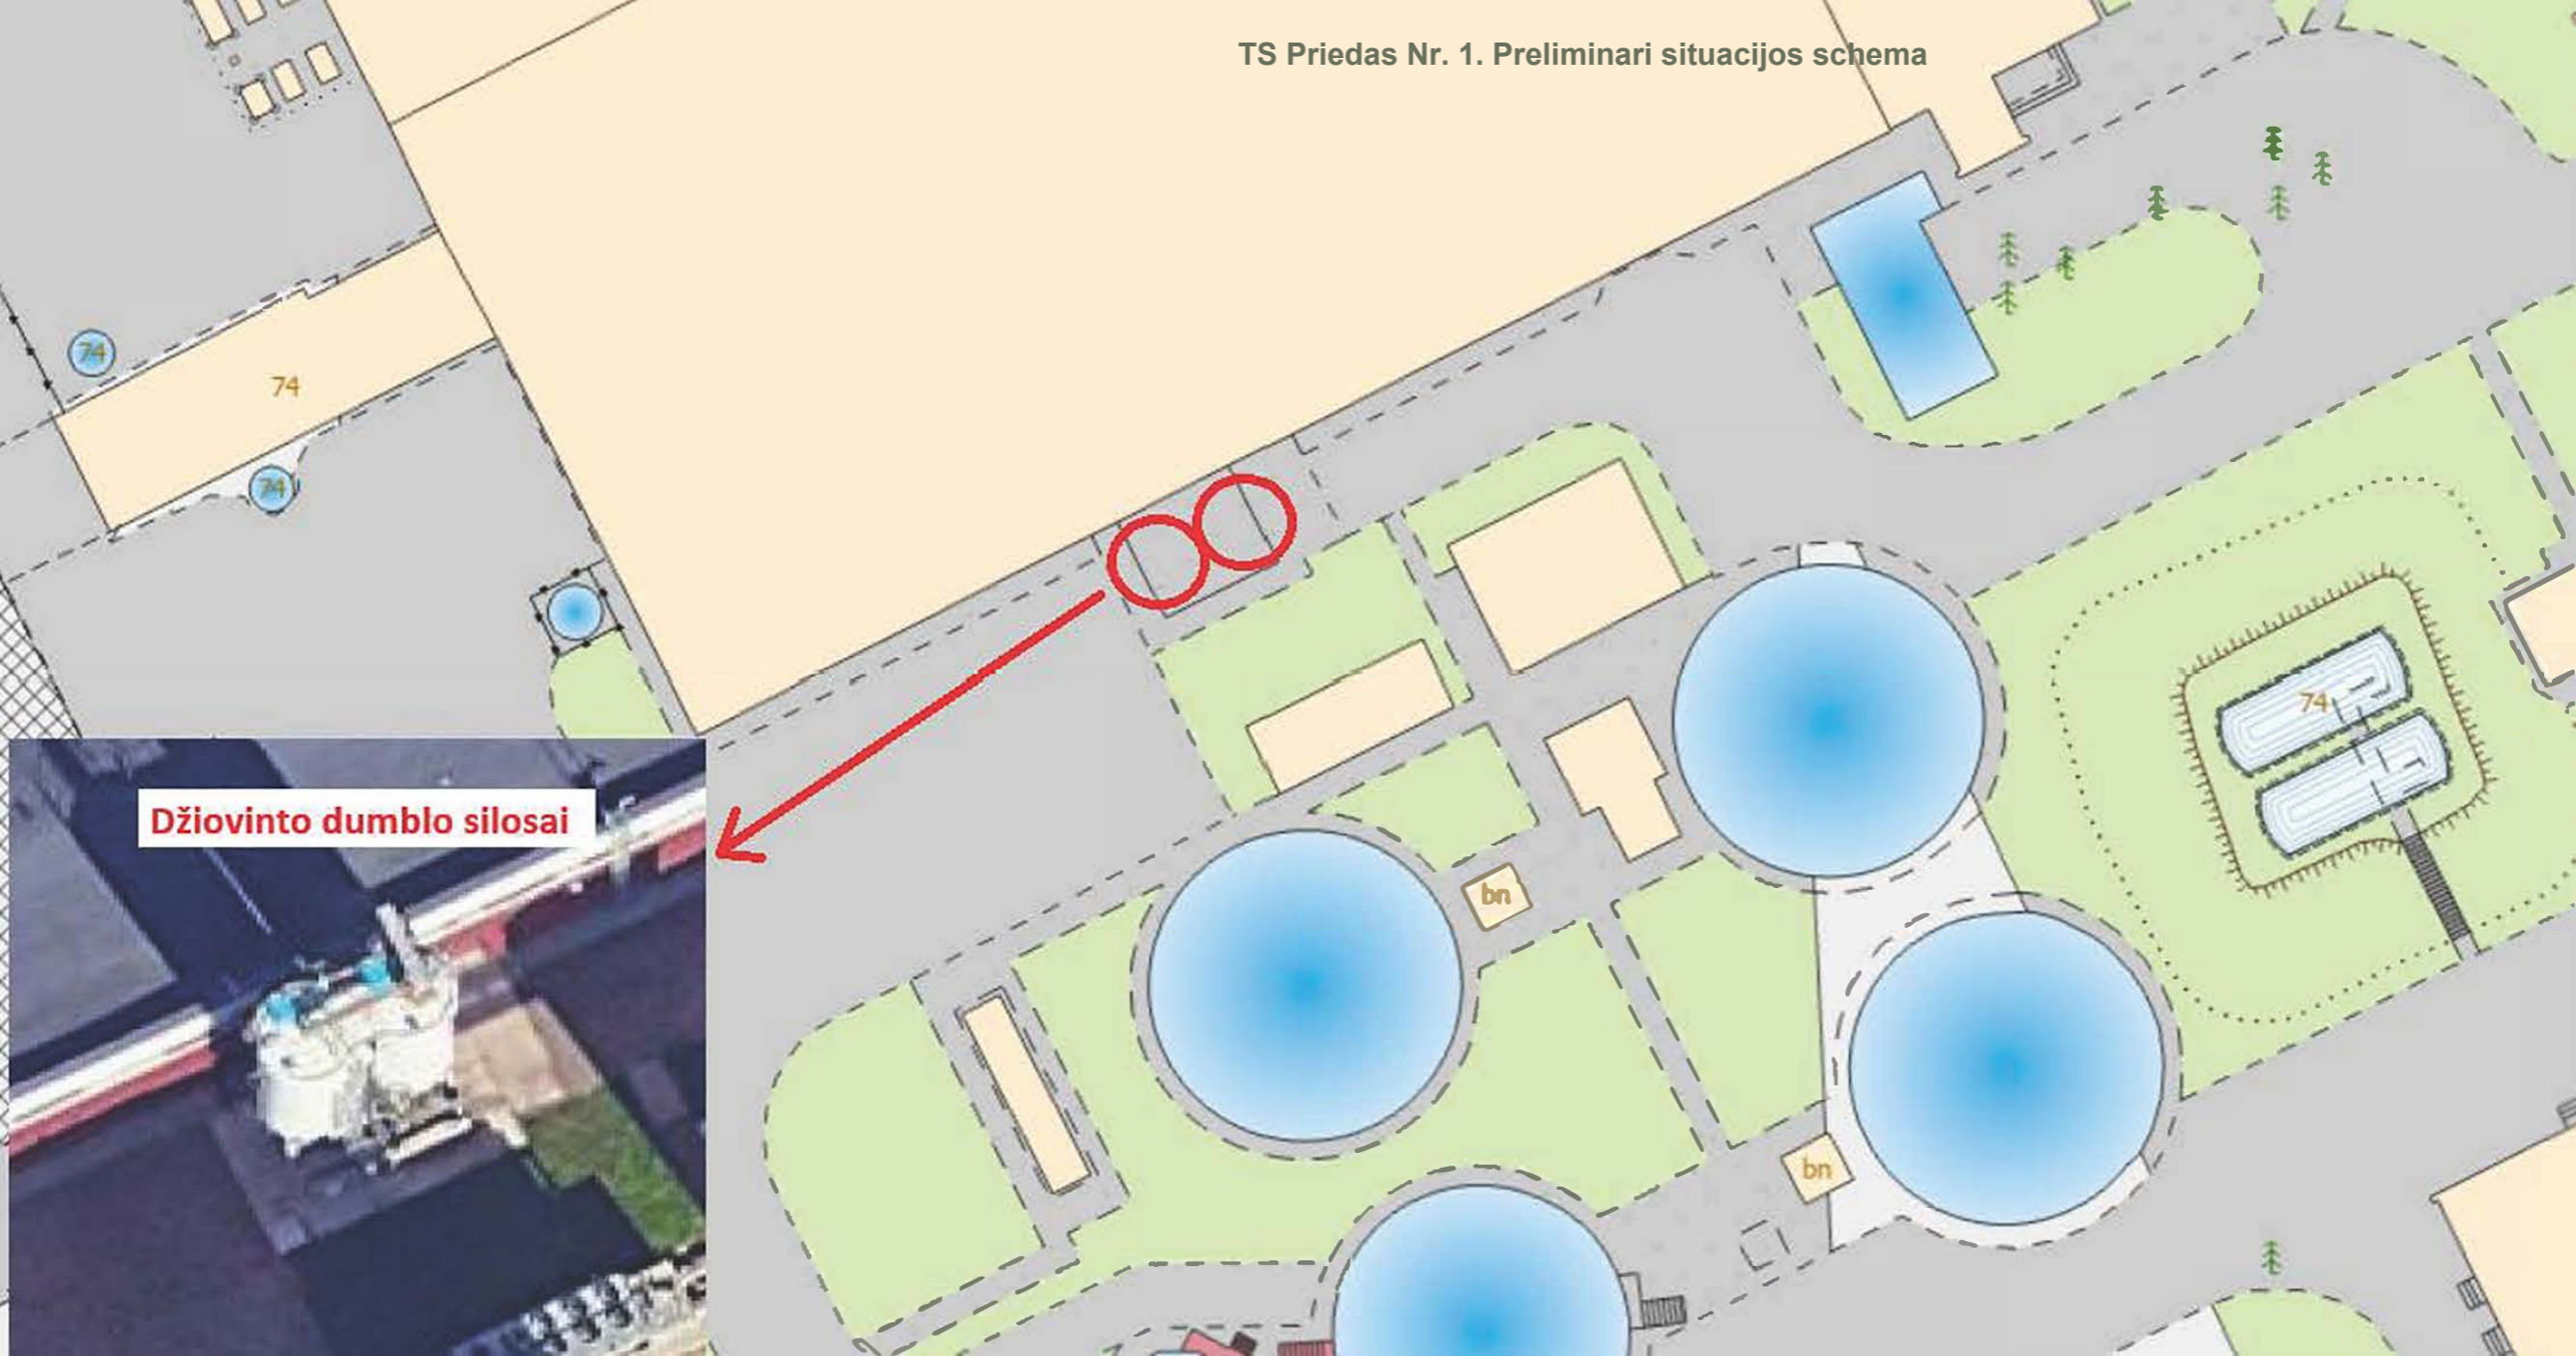 TS Priedas Nr. 1. Preliminari situacijos schema
74
74
74
74
bn
bn
Džiovinto dumblo silosai